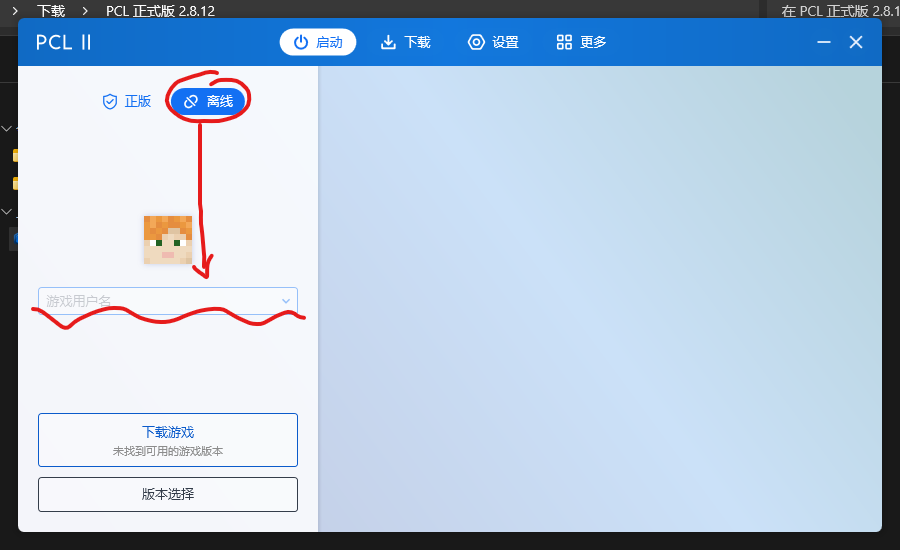 下载 > PCL 正式版 2.8.12
在 PCL 正式版 2.8.1
PCL II
启动
下载
设置
更多
正版
离线
游戏用户名
下载游戏
未找到可用的游戏版本
版本选择